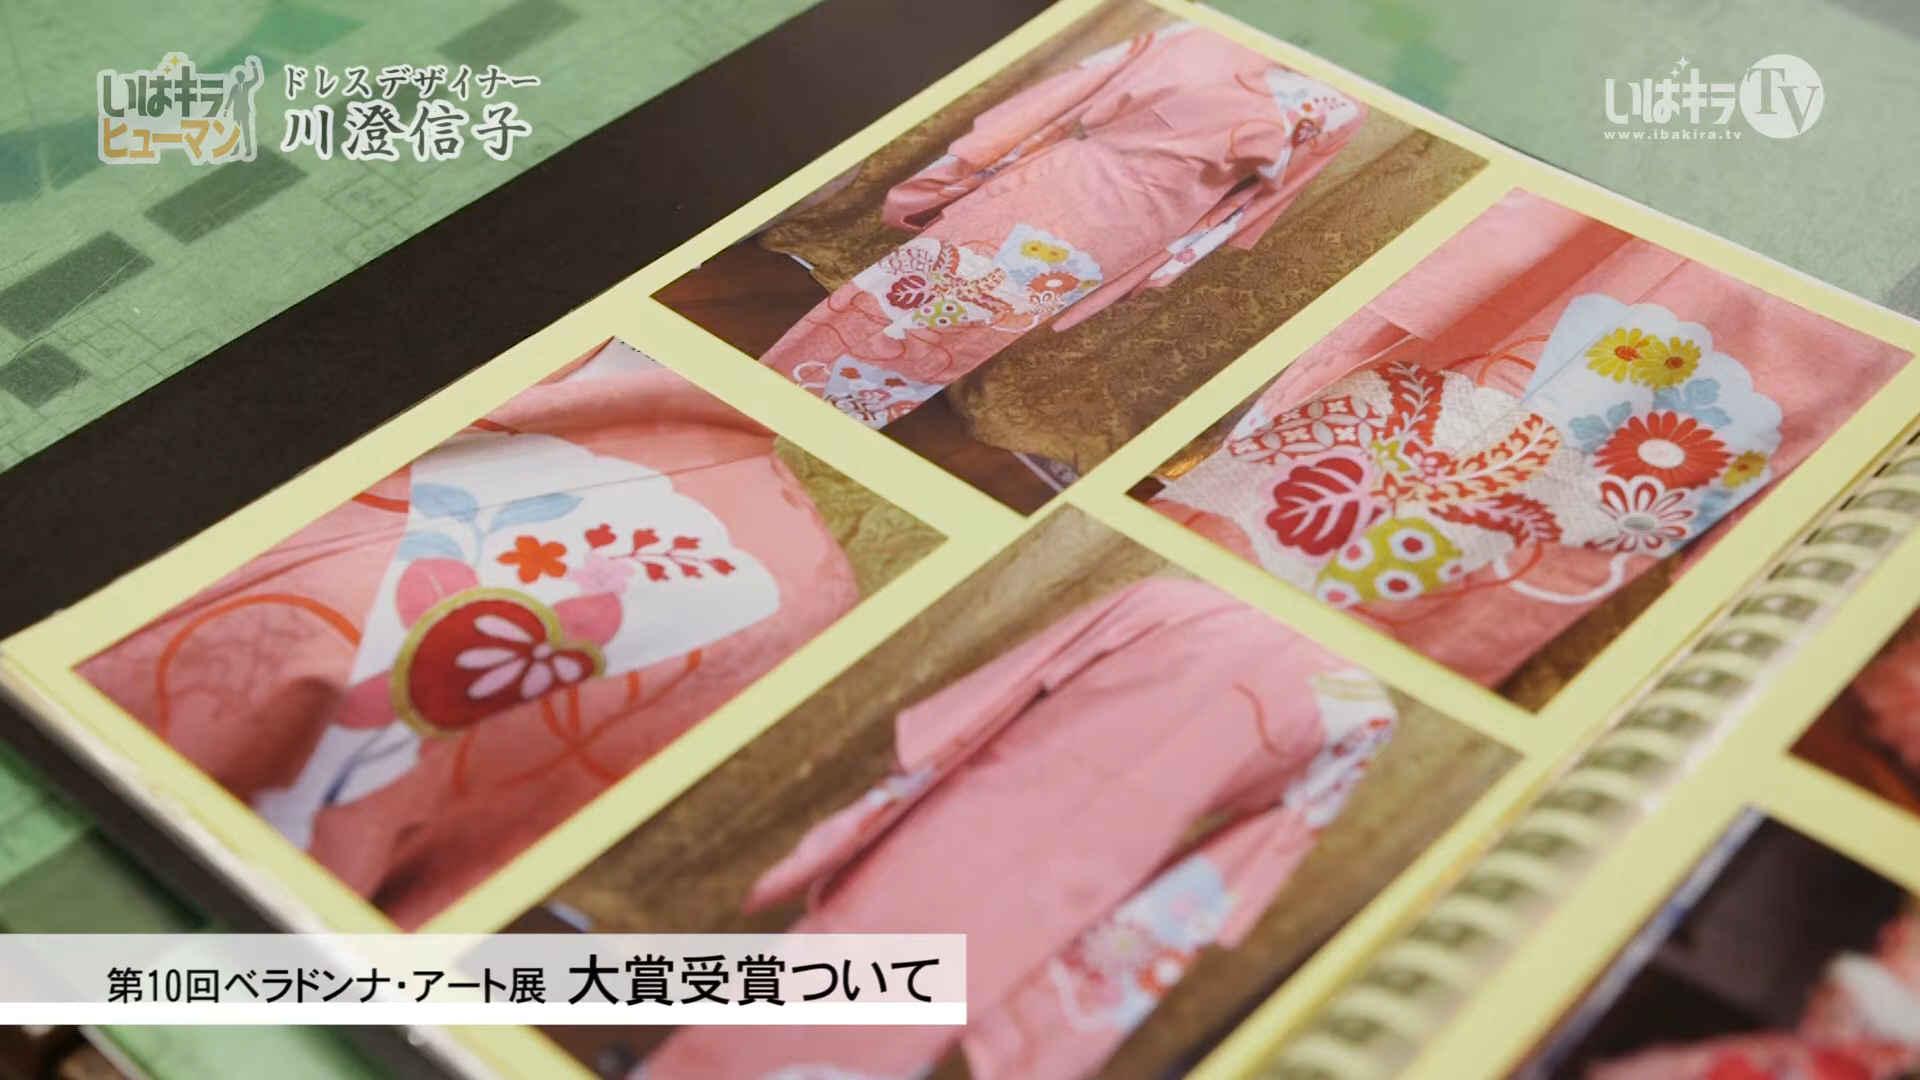 いばキラ
ヒューマン
ドレスデザイナー
川澄信子
いばキラTV
www.ibakira.tv
第10回ベラドンナ・アート展 大賞受賞ついて